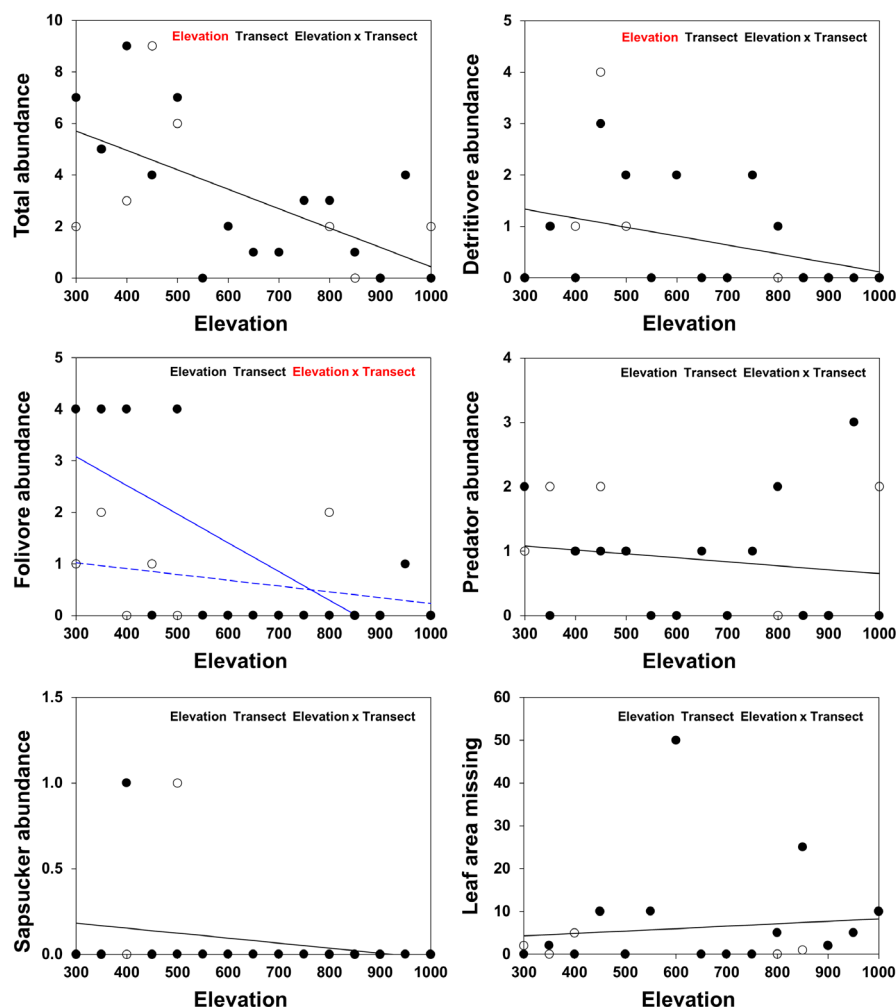 Elevation Transect Elevation x Transect
Total abundance
10
8
6
4
2
0
300 400 500 600 700 800 900 1000
Elevation
Elevation Transect Elevation x Transect
Detritivore abundance
5
4
3
2
1
0
300 400 500 600 700 800 900 1000
Elevation
Elevation Transect Elevation x Transect
Folivore abundance
5
4
3
2
1
0
300 400 500 600 700 800 900 1000
Elevation
Elevation Transect Elevation x Transect
Predator abundance
4
3
2
1
0
300 400 500 600 700 800 900 1000
Elevation
Elevation Transect Elevation x Transect
Sapsucker abundance
1.5
1.0
0.5
0.0
300 400 500 600 700 800 900 1000
Elevation
Elevation Transect Elevation x Transect
Leaf area missing
60
50
40
30
20
10
0
300 400 500 600 700 800 900 1000
Elevation